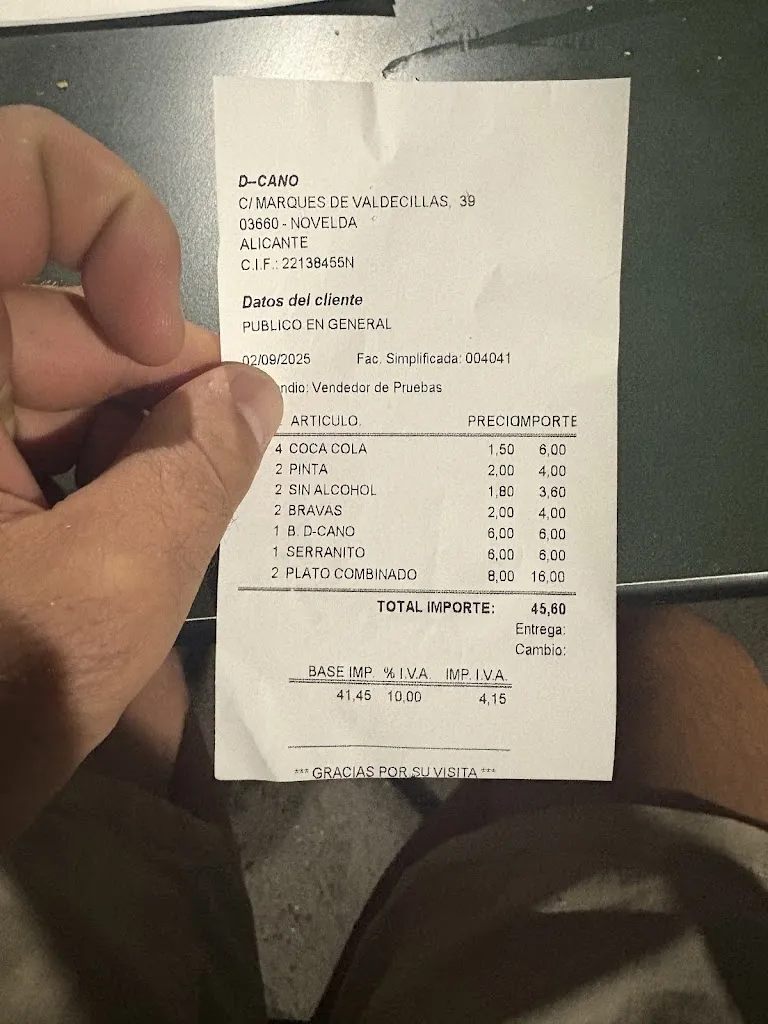 D--CANO
C/ MARQUES DE VALDECILLAS, 39
03660 - NOVELDA
ALICANTE
C.I.F.: 22138455N
Datos del cliente
PUBLICO EN GENERAL
02/09/2025 Fac. Simplificada: 004041
ndio: Vendedor de Pruebas
ARTICULO. PRECIO IMPORTE
4 COCA COLA 1,50 6,00
2 PINTA 2,00 4,00
2 SIN ALCOHOL 1,80 3,60
2 BRAVAS 2,00 4,00
1 B. D-CANO 6,00 6,00
1 SERRANITO 6,00 6,00
2 PLATO COMBINADO 8,00 16,00
TOTAL IMPORTE: 45,60
Entrega:
Cambio:
BASE IMP. % I.V.A. IMP. I.V.A.
41,45 10,00 4,15
*** GRACIAS POR SU VISITA ***